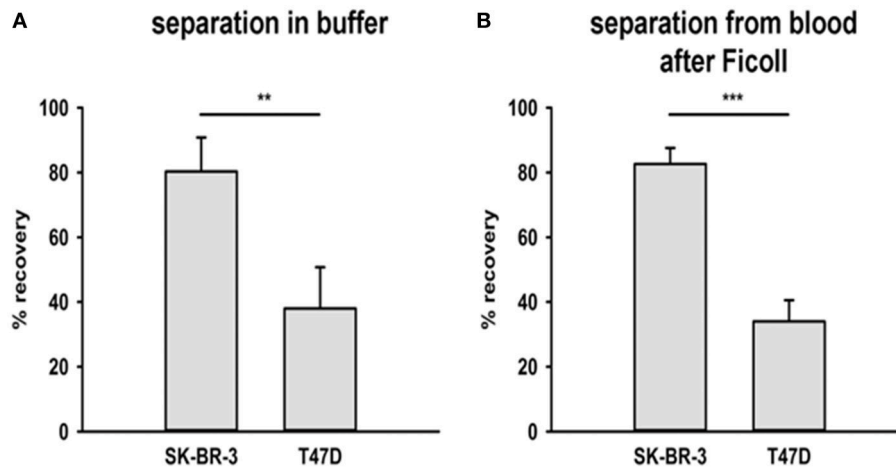 A
separation in buffer
**
100
80
60
40
20
0
% recovery
SK-BR-3
T47D
B
separation from blood
after Ficoll
***
100
80
60
40
20
0
% recovery
SK-BR-3
T47D